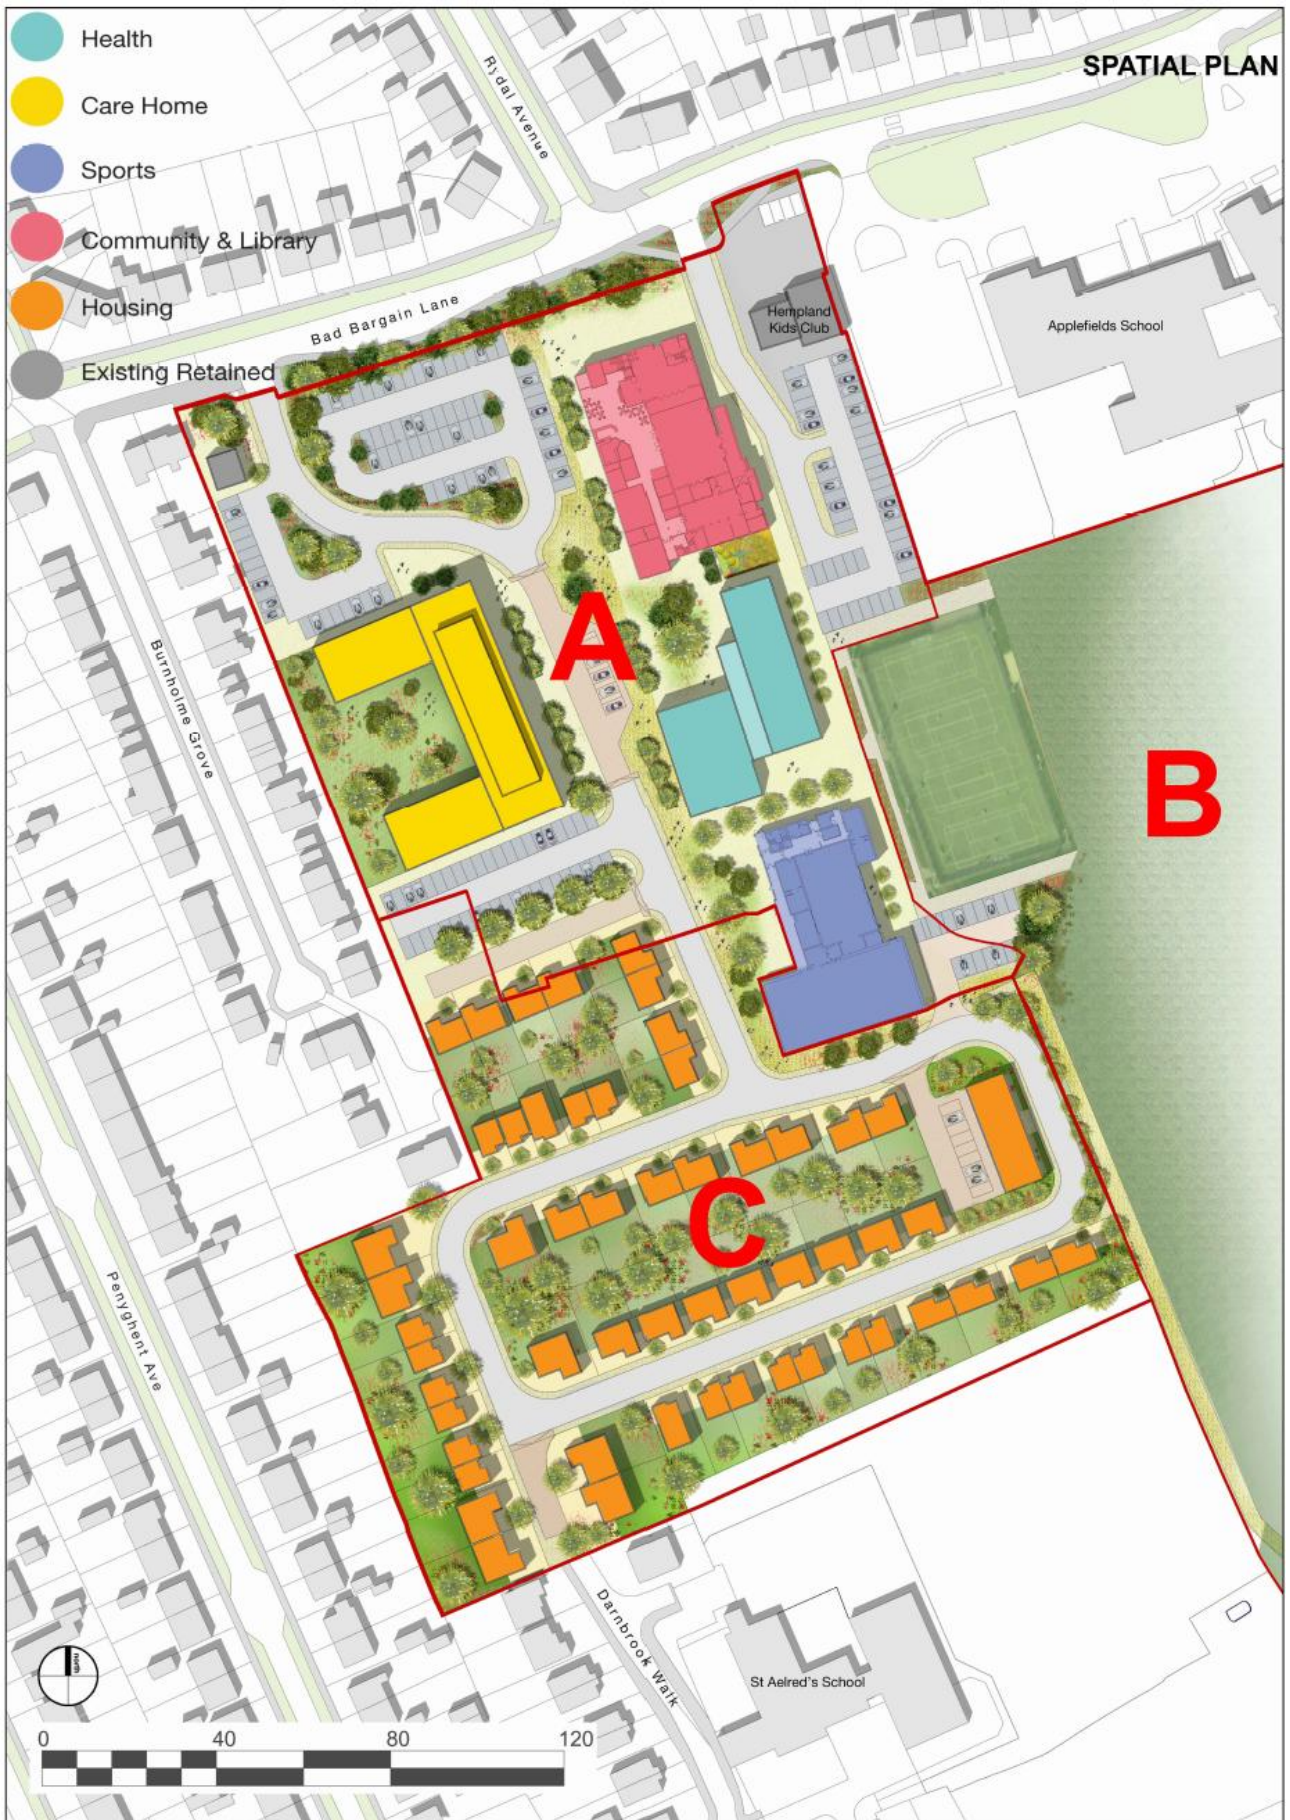 Health
SPATIAL PLAN
Care Home
Rydal Avenue
Sports
Community & Library
Housing
Bad Bargain Lane
Hempland
Kids Club
Applefields School
Existing Retained
A
Burnholme Grove
B
C
Penyghent Ave
Darnbrook Walk
St Aelred's School
north
0 40 80 120